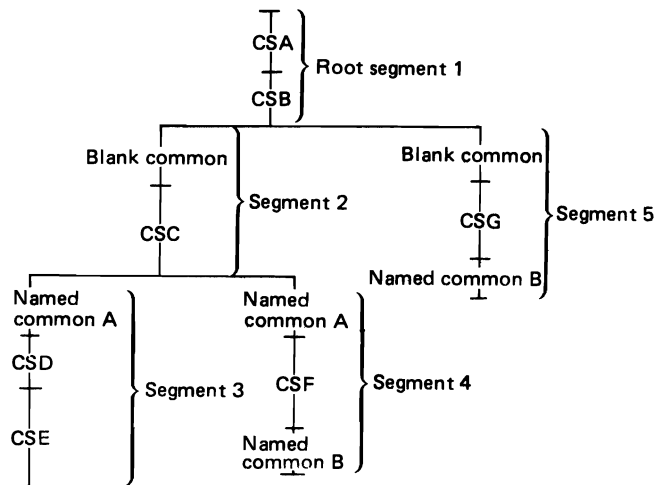 CSA
CSB
Root segment 1
Blank common
CSC
Segment 2
Blank common
CSG
Named common B
Segment 5
Named
common A
CSD
CSE
Segment 3
Named
common A
CSF
Named
common B
Segment 4